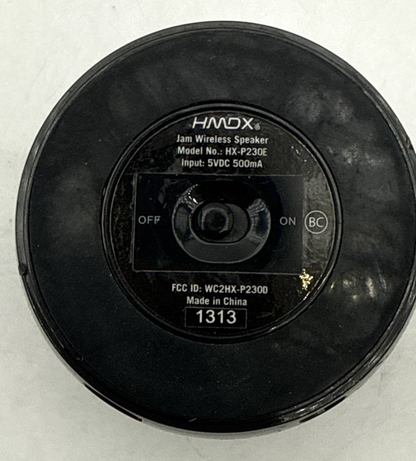 HMDX®
Jam Wireless Speaker
Model No.: HX-P230E
Input: 5VDC 500mA
OFF ON BC
FCC ID: WC2HX-P230D
Made in China
1313